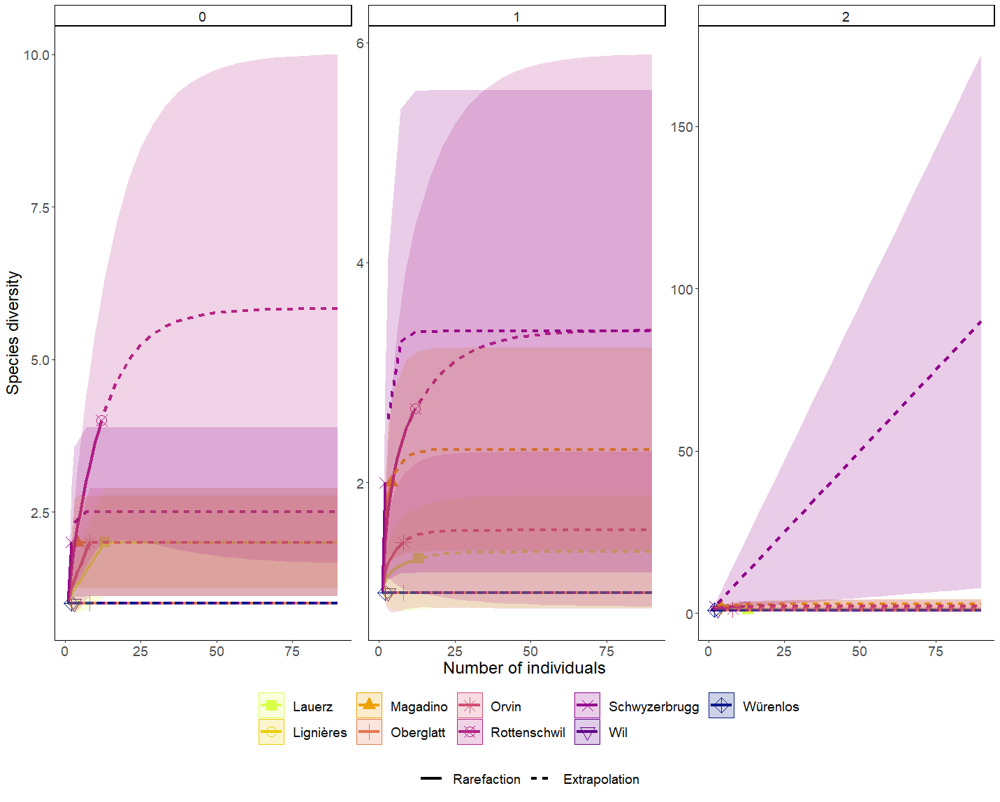 0 1 2
10.0
7.5
5.0
2.5
6
4
2
150
100
50
0
Species diversity
0 25 50 75 0 25 50 75 0 25 50 75
Number of individuals
Lauerz Magadino Orvin Schwyzerbrugg Würenlos
Lignières Oberglatt Rottenschwil Wil
Rarefaction Extrapolation